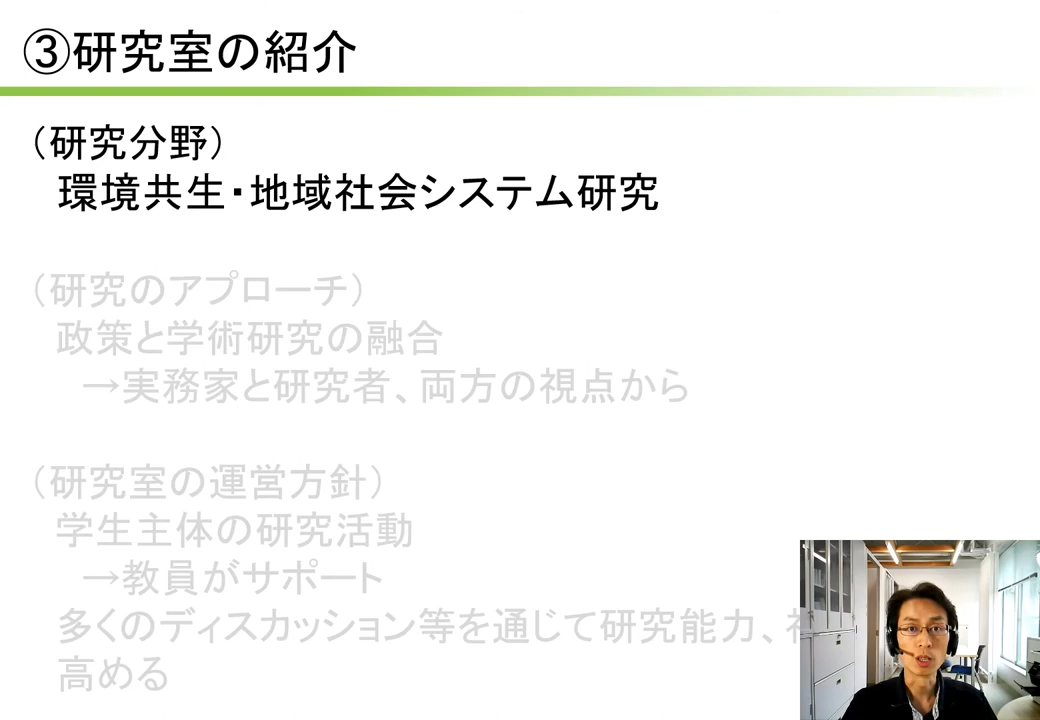 ③研究室の紹介
（研究分野）
環境共生・地域社会システム研究
（研究のアプローチ）
政策と学術研究の融合
→実務家と研究者、両方の視点から
（研究室の運営方針）
学生主体の研究活動
→教員がサポート
多くのディスカッション等を通じて研究能力、
高める